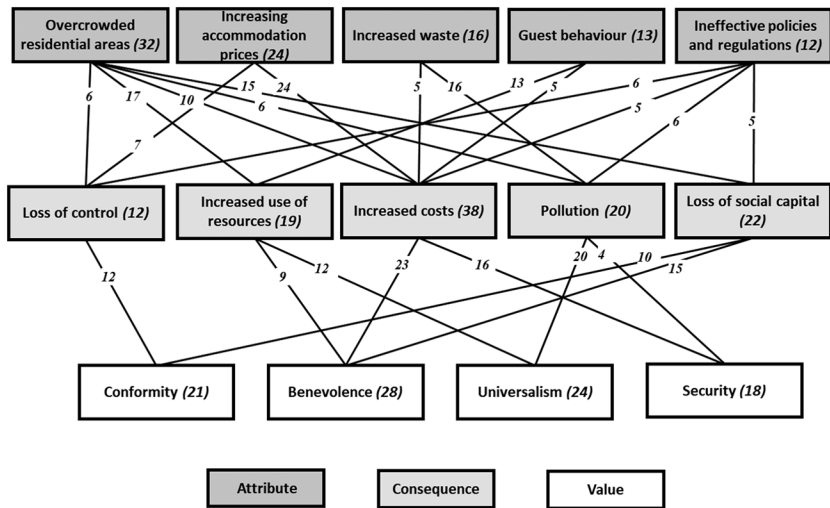 Overcrowded
residential areas (32)
Increasing
accommodation
prices (24)
Increased waste (16)
Guest behaviour (13)
Ineffective policies
and regulations (12)
6
17
10
15
24
6
5
16
13
5
6
5
6
5
7
Loss of control (12)
Increased use of
resources (19)
Increased costs (38)
Pollution (20)
Loss of social capital
(22)
12
9
12
23
16
20
4
10
15
Conformity (21)
Benevolence (28)
Universalism (24)
Security (18)
Attribute
Consequence
Value